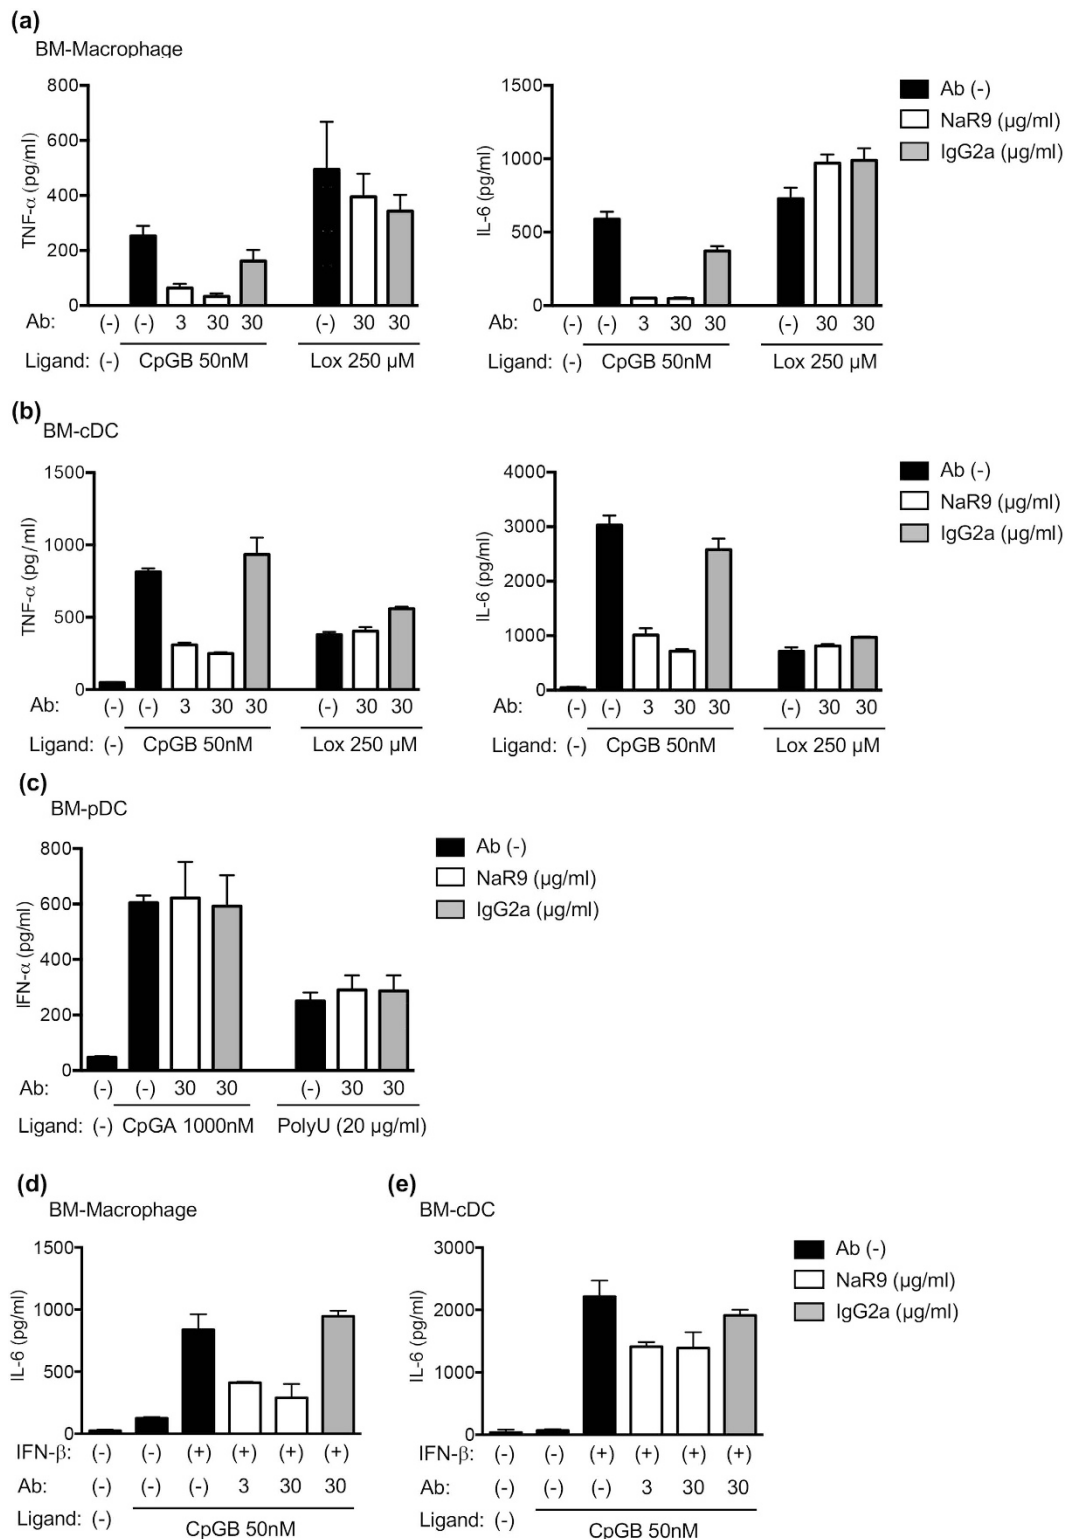 (a)
BM-Macrophage
800
600
400
200
0
TNF-α (pg/ml)
Ab: (-) (-) 3 30 30 (-) 30 30
Ligand: (-) CpGB 50nM Lox 250 µM
1500
1000
500
0
IL-6 (pg/ml)
(-) (-) 3 30 30 (-) 30 30
(-) CpGB 50nM Lox 250 µM
Ab (-)
NaR9 (µg/ml)
IgG2a (µg/ml)
(b)
BM-cDC
1500
1000
500
0
TNF-α (pg/ml)
Ab: (-) (-) 3 30 30 (-) 30 30
Ligand: (-) CpGB 50nM Lox 250 µM
4000
3000
2000
1000
0
IL-6 (pg/ml)
Ab: (-) (-) 3 30 30 (-) 30 30
Ligand: (-) CpGB 50nM Lox 250 µM
Ab (-)
NaR9 (µg/ml)
IgG2a (µg/ml)
(c)
BM-pDC
800
600
400
200
0
IFN-α (pg/ml)
Ab: (-) (-) 30 30 (-) 30 30
Ligand: (-) CpGA 1000nM PolyU (20 µg/ml)
Ab (-)
NaR9 (µg/ml)
IgG2a (µg/ml)
(d)
BM-Macrophage
1500
1000
500
0
IL-6 (pg/ml)
IFN-β: (-) (-) (+) (+) (+) (+)
Ab: (-) (-) (-) 3 30 30
Ligand: (-)
CpGB 50nM
(e)
BM-cDC
3000
2000
1000
0
IL-6 (pg/ml)
(-) (-) (+) (+) (+) (+)
(-) (-) (-) 3 30 30
(-)
CpGB 50nM
Ab (-)
NaR9 (µg/ml)
IgG2a (µg/ml)